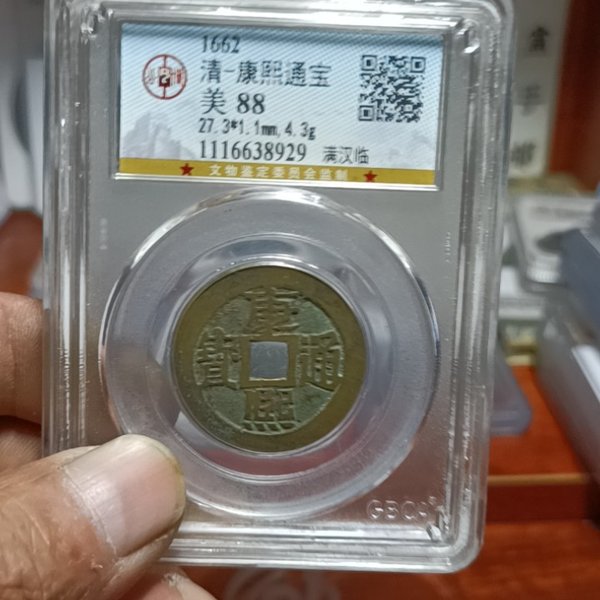 1662
清-康熙通宝
美 88
27.3*1.1mm,4.3g
1116638929 满汉临
★ 文物鉴定委员会监制 ★
康熙通寶
GBCA